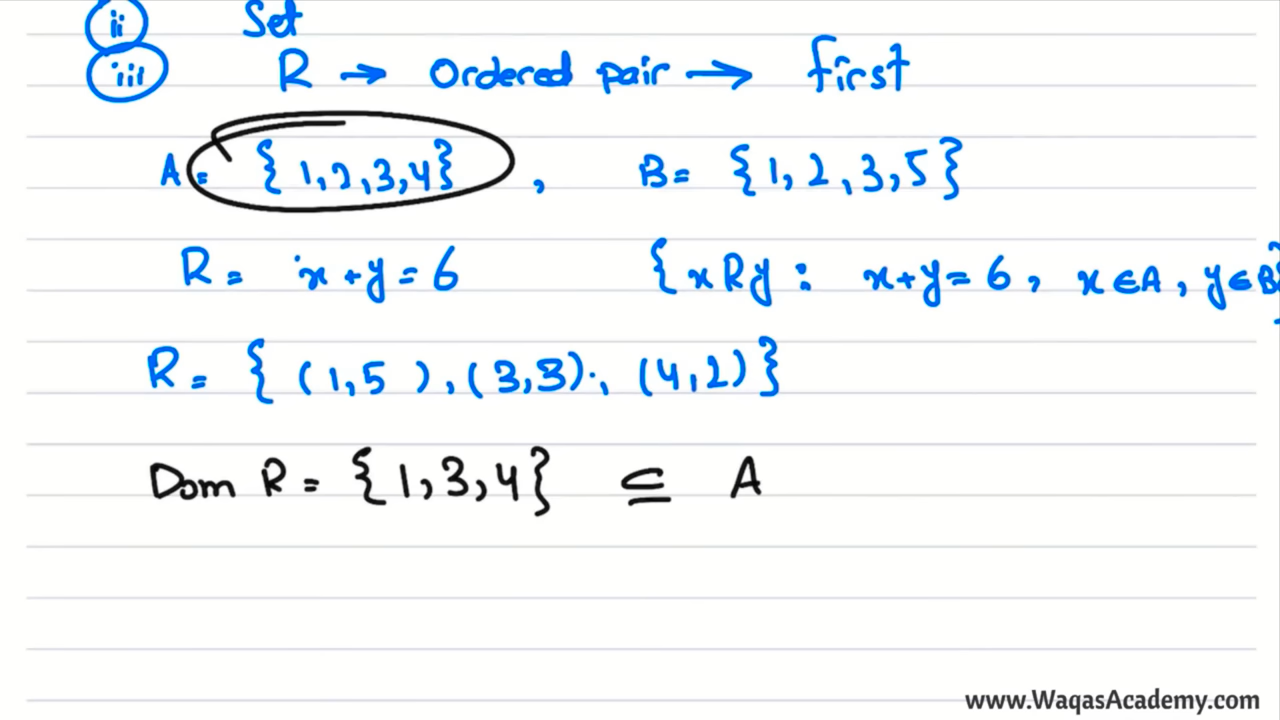 ii Set
iii R → Ordered pair → first
A = {1,2,3,4} , B = {1,2,3,5}
R = x+y=6 {xRy : x+y=6, x∈A, y∈B}
R = {(1,5), (3,3), (4,2)}
Dom R = {1,3,4} ⊆ A
www.WaqasAcademy.com